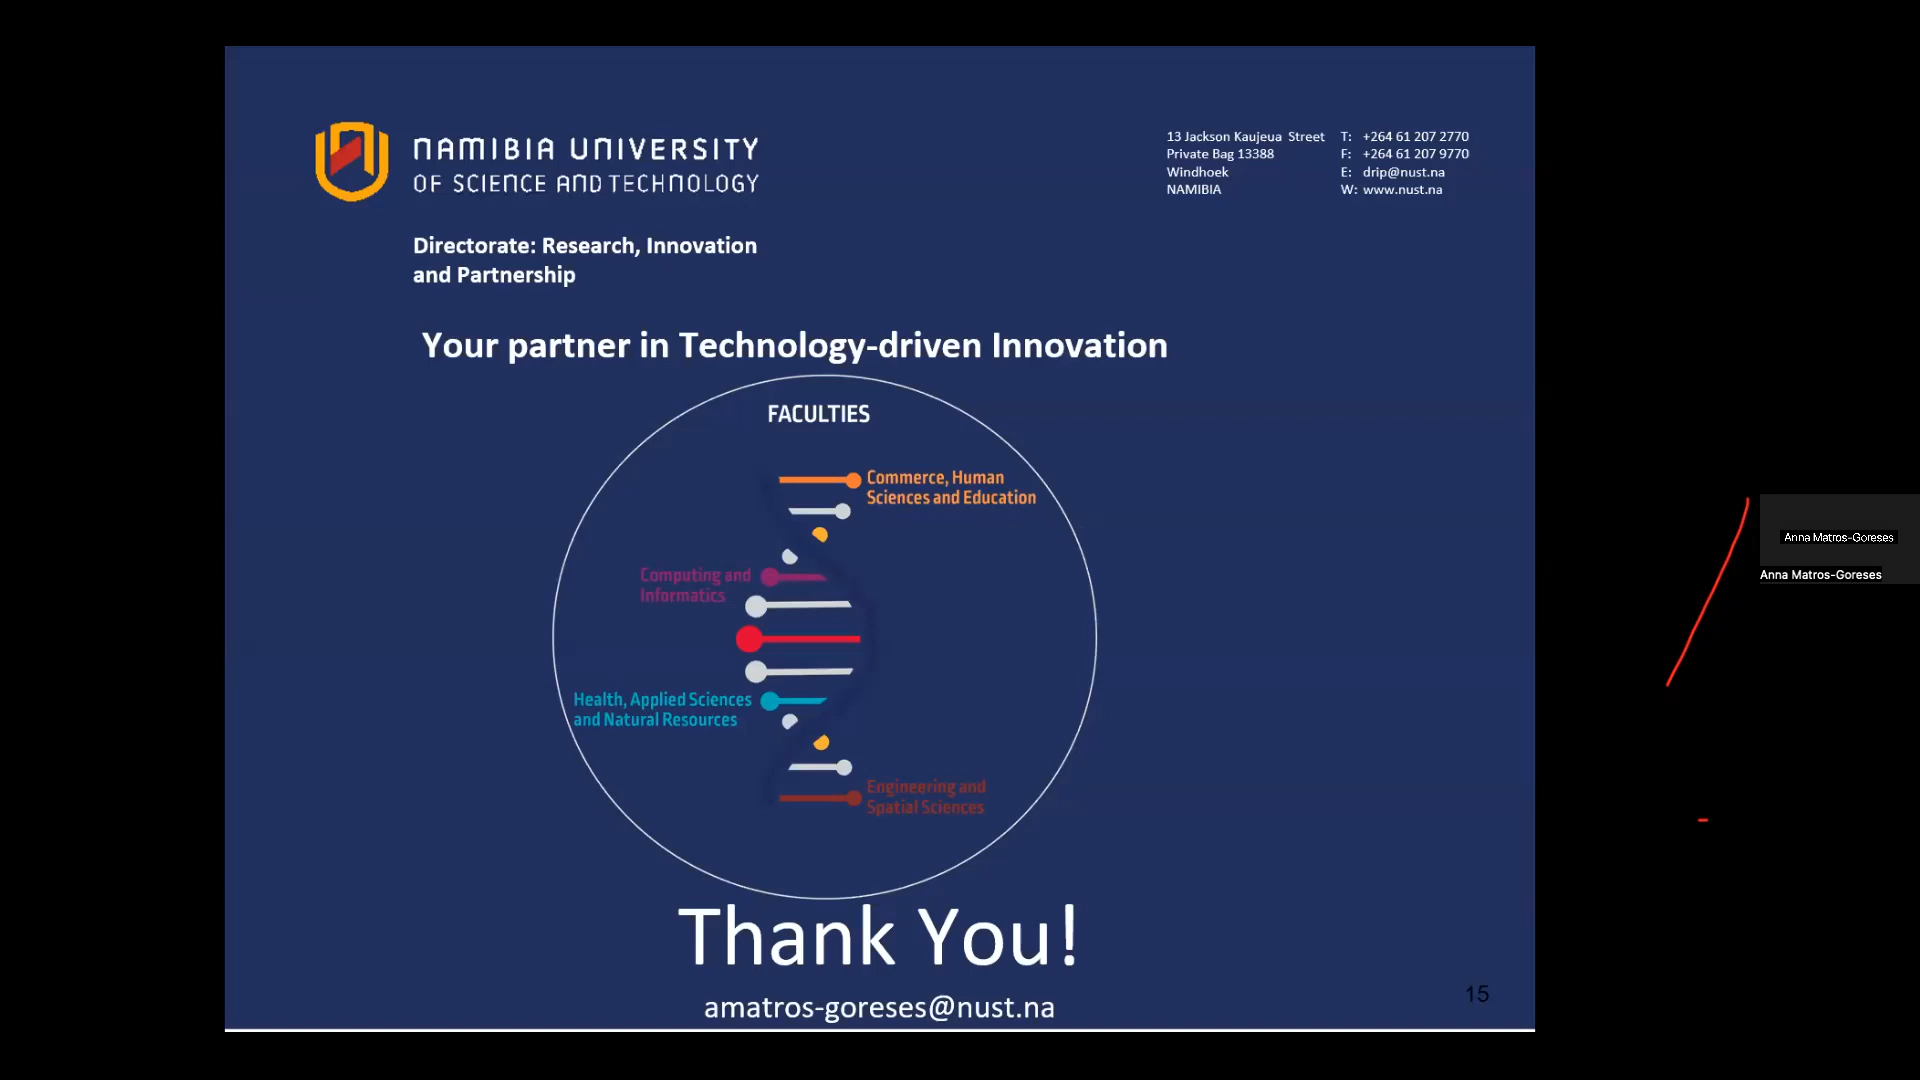 NAMIBIA UNIVERSITY
OF SCIENCE AND TECHNOLOGY
Directorate: Research, Innovation
and Partnership
13 Jackson Kaujeua Street T: +264 61 207 2770
Private Bag 13388 F: +264 61 207 9770
Windhoek E: drip@nust.na
NAMIBIA W: www.nust.na
Your partner in Technology-driven Innovation
FACULTIES
Commerce, Human
Sciences and Education
Computing and
Informatics
Health, Applied Sciences
and Natural Resources
Engineering and
Spatial Sciences
Thank You!
amatros-goreses@nust.na
15
Anna Matros-Goreses
Anna Matros-Goreses